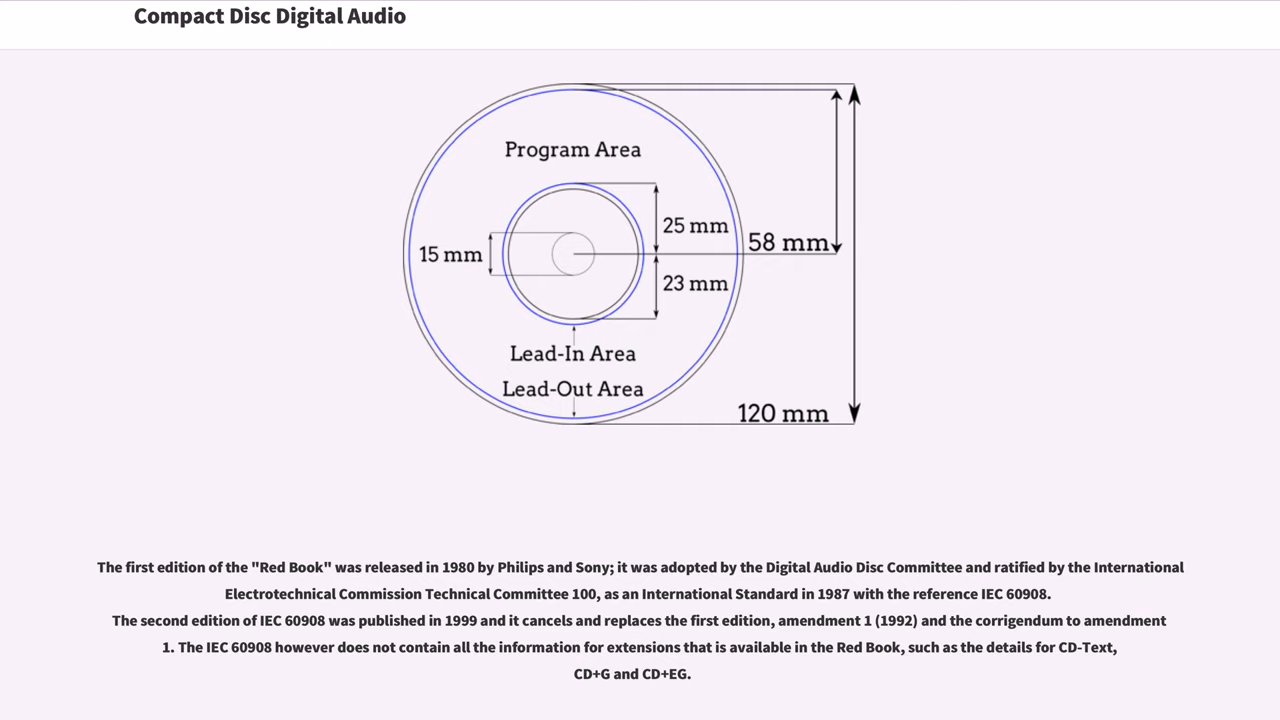 Compact Disc Digital Audio
Program Area
25 mm
58 mm
15 mm
23 mm
Lead-In Area
Lead-Out Area
120 mm
The first edition of the "Red Book" was released in 1980 by Philips and Sony; it was adopted by the Digital Audio Disc Committee and ratified by the International
Electrotechnical Commission Technical Committee 100, as an International Standard in 1987 with the reference IEC 60908.
The second edition of IEC 60908 was published in 1999 and it cancels and replaces the first edition, amendment 1 (1992) and the corrigendum to amendment
1. The IEC 60908 however does not contain all the information for extensions that is available in the Red Book, such as the details for CD-Text,
CD+G and CD+EG.